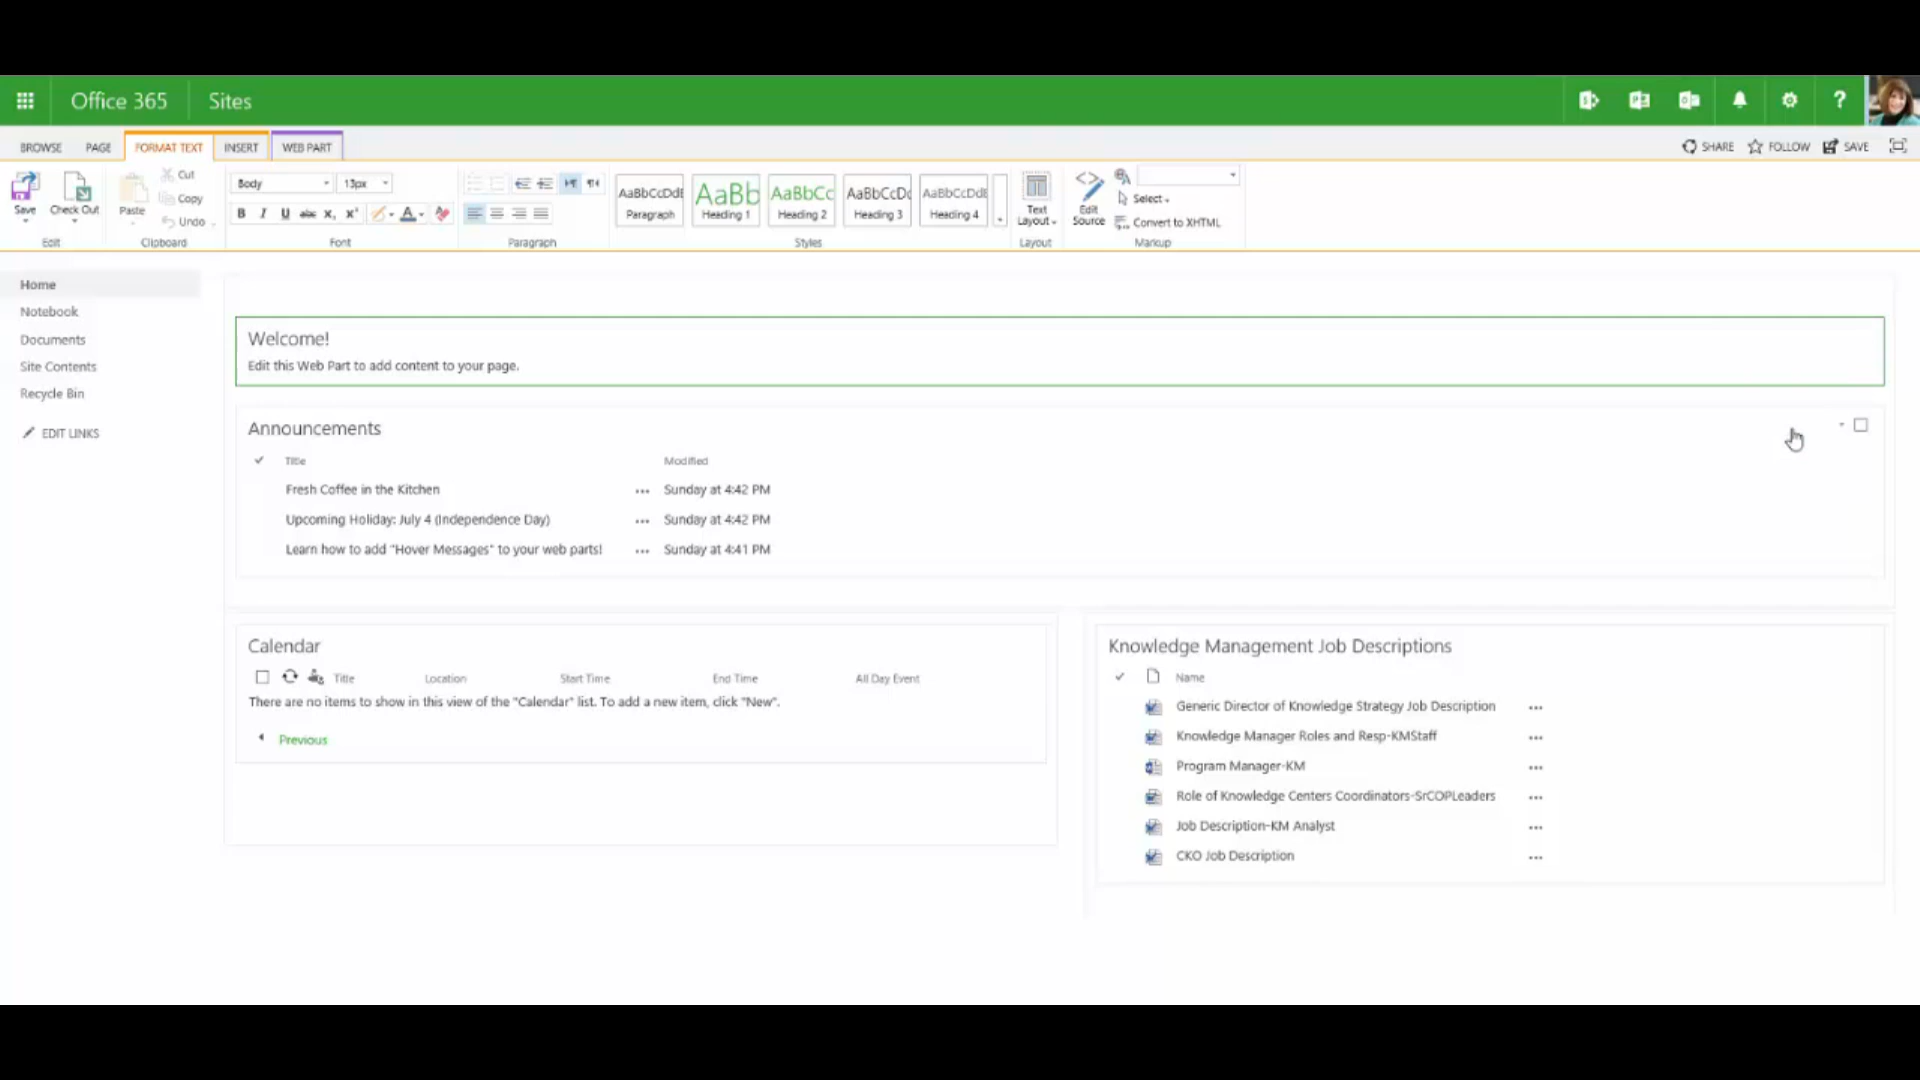 Office 365 Sites
BROWSE PAGE FORMAT TEXT INSERT WEB PART SHARE FOLLOW SAVE
Save Check Out Paste Cut Copy Undo
Body 13px
AaBbCcDdE AaBb AaBbCc AaBbCcDc AaBbCcDdE
Paragraph Heading 1 Heading 2 Heading 3 Heading 4
Text Layout Edit Source Select Convert to XHTML
Edit Clipboard Font Paragraph Styles Layout Markup
Home
Notebook
Documents
Site Contents
Recycle Bin
EDIT LINKS
Welcome!
Edit this Web Part to add content to your page.
Announcements
Title Modified
Fresh Coffee in the Kitchen ... Sunday at 4:42 PM
Upcoming Holiday: July 4 (Independence Day) ... Sunday at 4:42 PM
Learn how to add "Hover Messages" to your web parts! ... Sunday at 4:41 PM
Calendar
Title Location Start Time End Time All Day Event
There are no items to show in this view of the "Calendar" list. To add a new item, click "New".
Previous
Knowledge Management Job Descriptions
Name
Generic Director of Knowledge Strategy Job Description ...
Knowledge Manager Roles and Resp-KMStaff ...
Program Manager-KM ...
Role of Knowledge Centers Coordinators-SrCOPLeaders ...
Job Description-KM Analyst ...
CKO Job Description ...